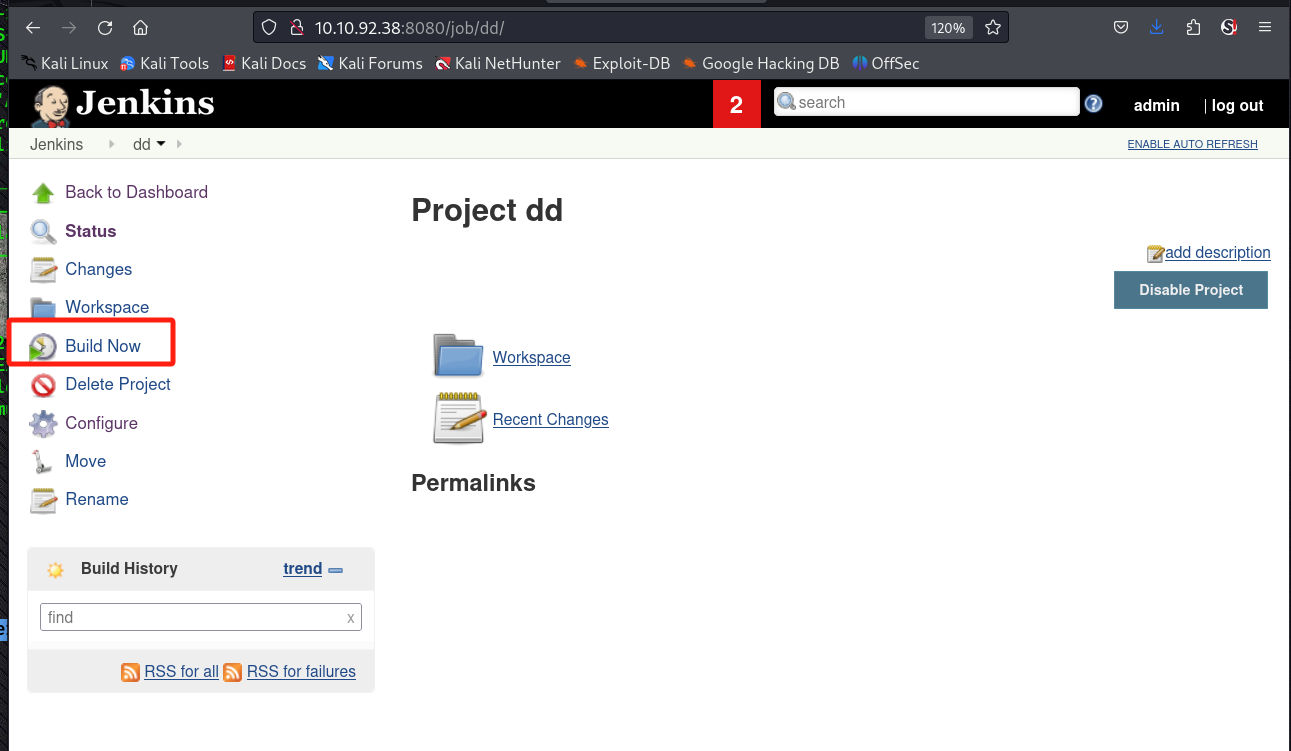 10.10.92.38:8080/job/dd/ 120%
Kali Linux Kali Tools Kali Docs Kali Forums Kali NetHunter Exploit-DB Google Hacking DB OffSec
Jenkins 2 search admin | log out
Jenkins dd ENABLE AUTO REFRESH
Back to Dashboard
Status
Changes
Workspace
Build Now
Delete Project
Configure
Move
Rename
Build History trend
find x
RSS for all RSS for failures
Project dd
add description
Disable Project
Workspace
Recent Changes
Permalinks